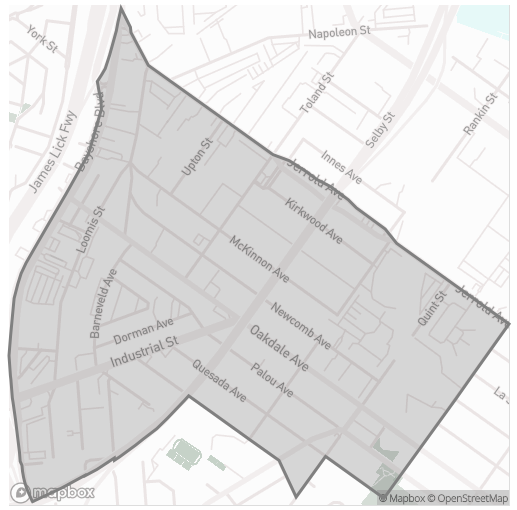 York St
Napoleon St
Toland St
Selby St
Rankin St
James Lick Fwy
Bayshore Blvd
Upton St
Innes Ave
Jerrold Ave
Kirkwood Ave
Loomis St
McKinnon Ave
Barneveld Ave
Quint St
Jerrold Av
Dorman Ave
Newcomb Ave
Industrial St
Oakdale Ave
Palou Ave
Quesada Ave
La S
mapbox
© Mapbox © OpenStreetMap